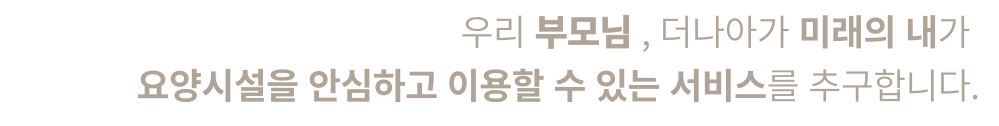 우리 부모님 , 더나아가 미래의 내가
요양시설을 안심하고 이용할 수 있는 서비스를 추구합니다.